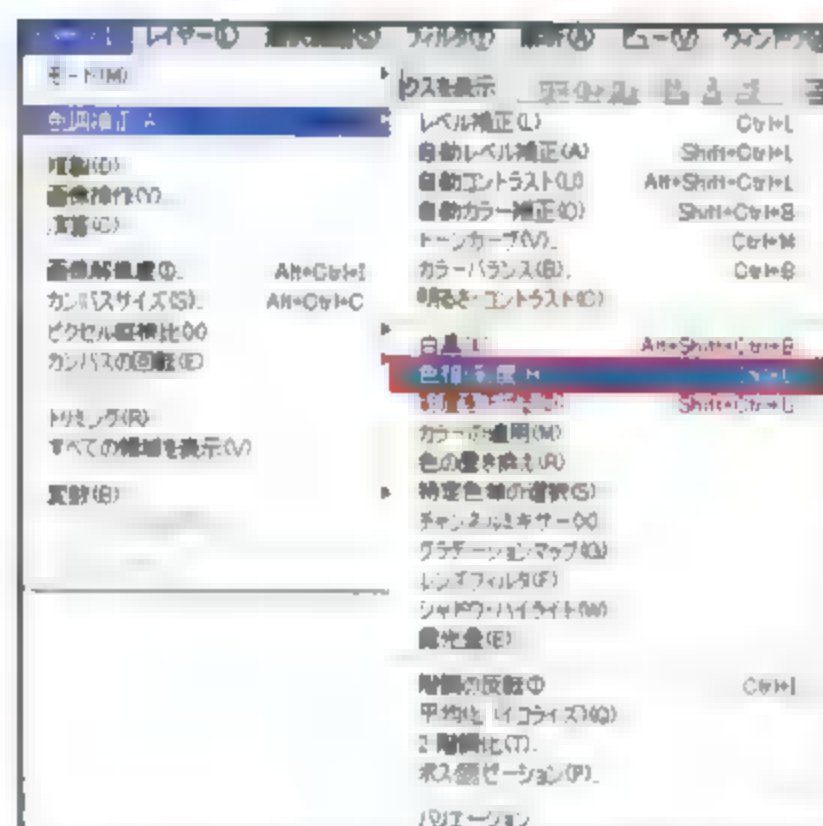 レイヤー(L) フィルタ(T) ビュー(V)
モード(M)
クスを表示
色調補正 A
複製(D)
画像操作(Y)
演算(C)
画像解像度(I)... Alt+Ctrl+I
カンバスサイズ(S)... Alt+Ctrl+C
ピクセル縦横比(X)
カンバスの回転(E)
トリミング(R)
すべての領域を表示(V)
変数(B)
レベル補正(L) Ctrl+L
自動レベル補正(A) Shift+Ctrl+L
自動コントラスト(U) Alt+Shift+Ctrl+L
自動カラー補正(O) Shift+Ctrl+B
トーンカーブ(V)... Ctrl+M
カラーバランス(B)... Ctrl+B
明るさ・コントラスト(C)
白黒 Alt+Shift+Ctrl+B
色相・彩度 H
Shift+Ctrl+U
カラーの適用(M)
色の置き換え(R)
特定色域の選択(S)
チャンネルミキサー(X)
グラデーションマップ(G)
レンズフィルタ(F)
シャドウ・ハイライト(W)
露光量(E)
階調の反転(I) Ctrl+I
平均化 (イコライズ)(Q)
2 階調化(T)...
ポスタリゼーション(P)...
バリエーション